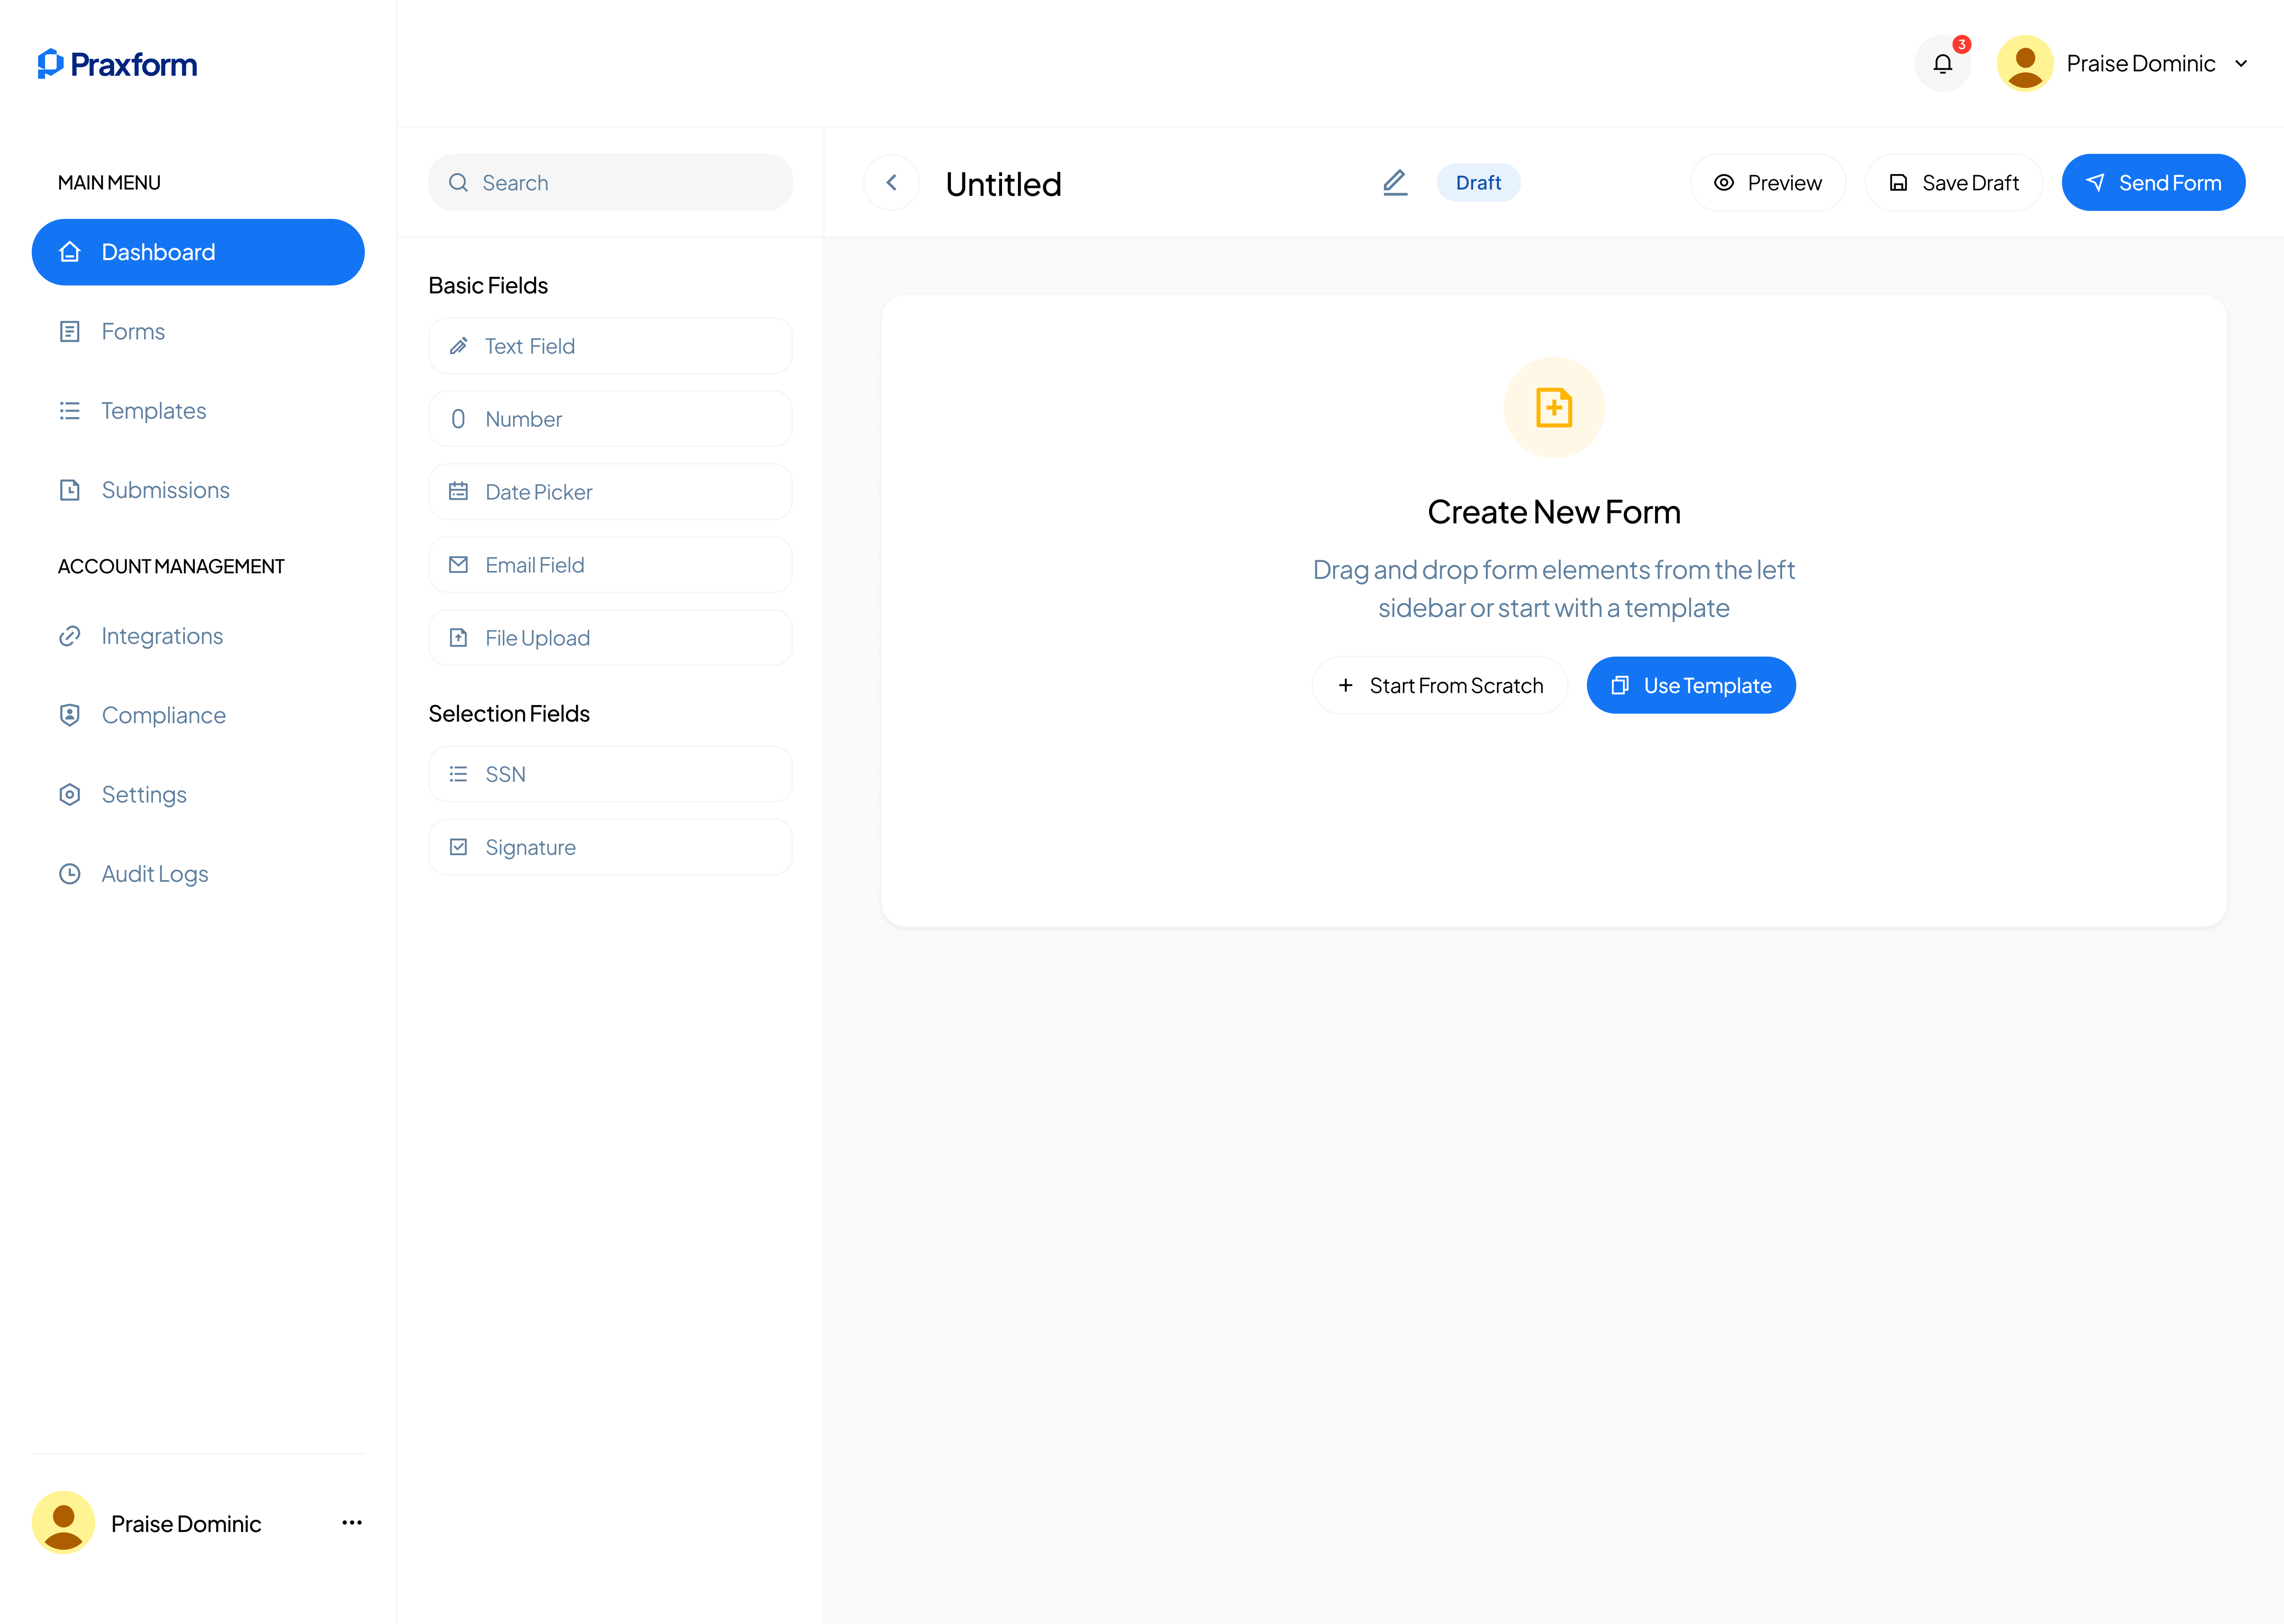 Praxform
3
Praise Dominic
MAIN MENU
Dashboard
Forms
Templates
Submissions
ACCOUNT MANAGEMENT
Integrations
Compliance
Settings
Audit Logs
Praise Dominic
Search
Basic Fields
Text Field
Number
Date Picker
Email Field
File Upload
Selection Fields
SSN
Signature
Untitled
Draft
Preview
Save Draft
Send Form
Create New Form
Drag and drop form elements from the left
sidebar or start with a template
Start From Scratch
Use Template